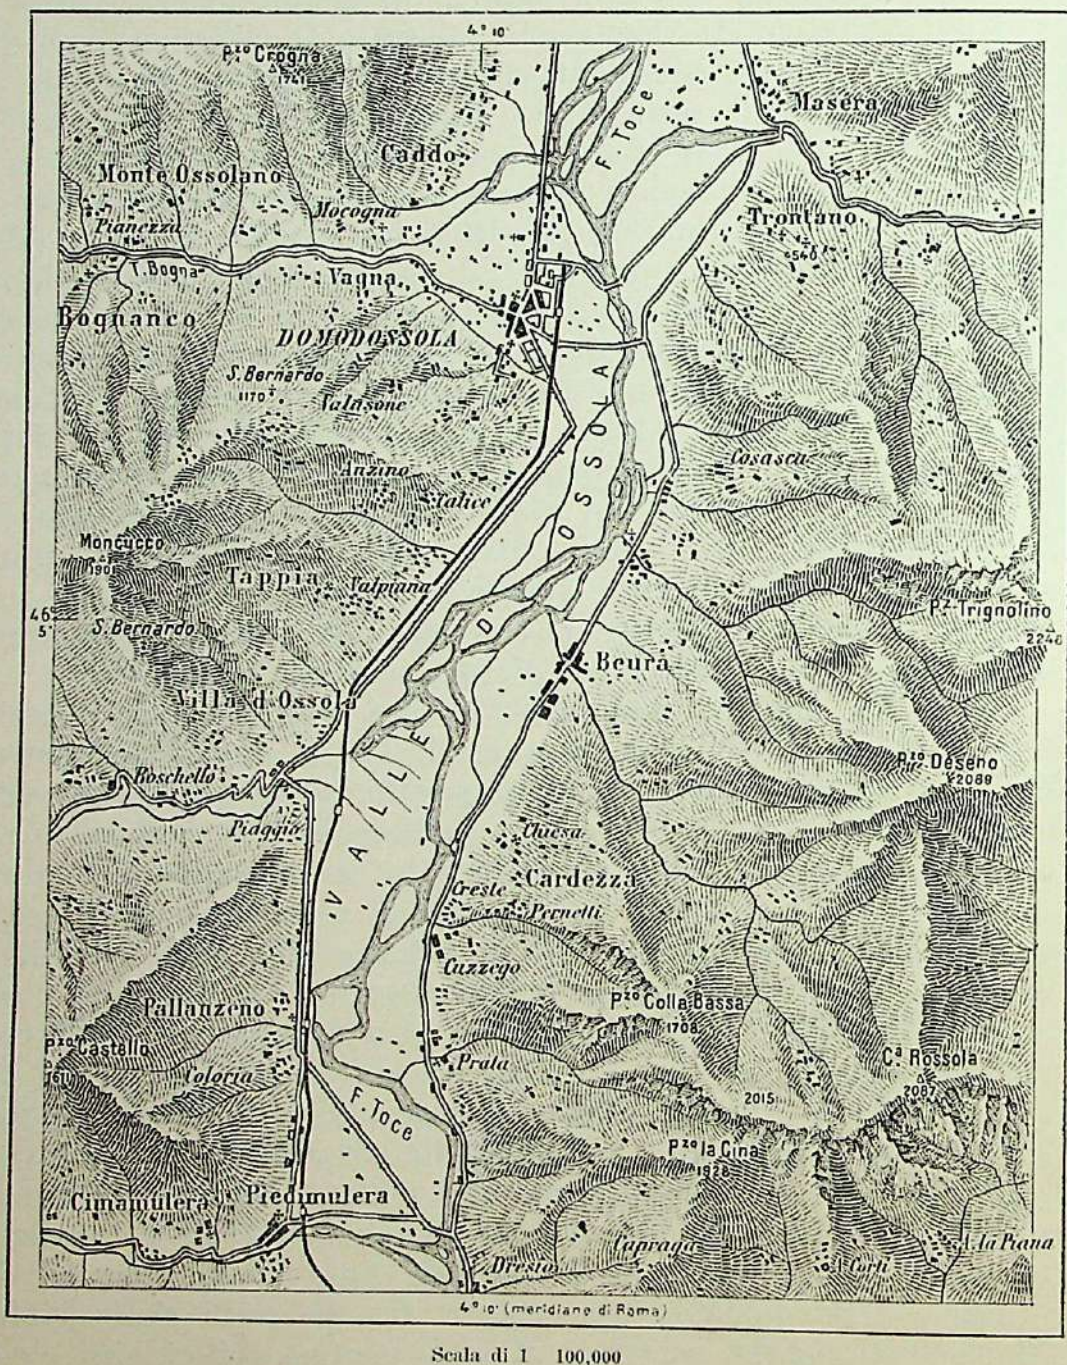 4° 10'
P.zo Crogna
1741
Masera
F. Toce
Caddo
Monte Ossolano
Mocogna
Pianezza
Trontano
T. Bogna
Vagna
Bognanco
DOMODOSSOLA
S. Bernardo
1170
Valusone
Cosasca
Anzino
Calice
Moncucco
1901
Tappia
Valpiana
P.zo Trignolino
2248
46°
5'
S. Bernardo
VALLE D'OSSOLA
Beura
Villa d'Ossola
P.zo Deseno
2089
Boschello
Piaggio
Chiesa
Cardezza
Creste
Pernetti
Cuzzego
Pallanzeno
P.zo Colla Bassa
1708
P.zo Castello
Coloria
Prata
C.a Rossola
2087
2015
F. Toce
P.zo la Cina
1928
Cimamulera
Piedimulera
Capraga
A. la Piana
Dresio
A. Corti
4° 10' (meridiano di Roma)
Scala di 1 100,000